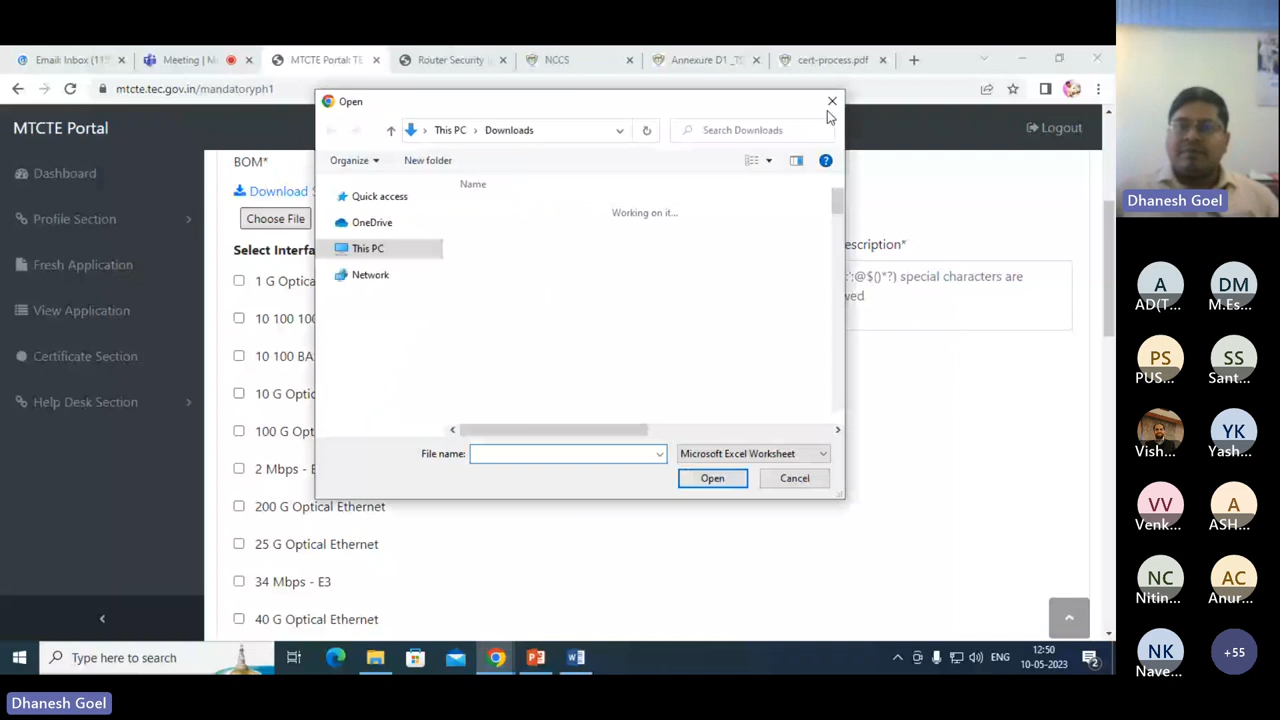 Email: Inbox (11
Meeting | M
MTCTE Portal: TE
Router Security
NCCS
Annexure D1 _T
cert-process.pdf
mtcte.tec.gov.in/mandatoryph1
MTCTE Portal
Logout
Dashboard
Profile Section
Fresh Application
View Application
Certificate Section
Help Desk Section
BOM*
Download
Choose File
Select Interfa
1 G Optica
10 100 100
10 100 BA
10 G Optic
100 G Opt
2 Mbps - E
200 G Optical Ethernet
25 G Optical Ethernet
34 Mbps - E3
40 G Optical Ethernet
escription*
:';@$()*?) special characters are
wed
Open
This PC
Downloads
Search Downloads
Organize
New folder
Name
Working on it...
Quick access
OneDrive
This PC
Network
File name:
Microsoft Excel Worksheet
Open
Cancel
Type here to search
ENG
12:50
10-05-2023
2
Dhanesh Goel
A
AD(T...
DM
M.Es...
PS
PUS...
SS
Sant...
Vish...
YK
Yash...
VV
Venk...
A
ASH...
NC
Nitin...
AC
Anur...
NK
Nave...
+55
Dhanesh Goel